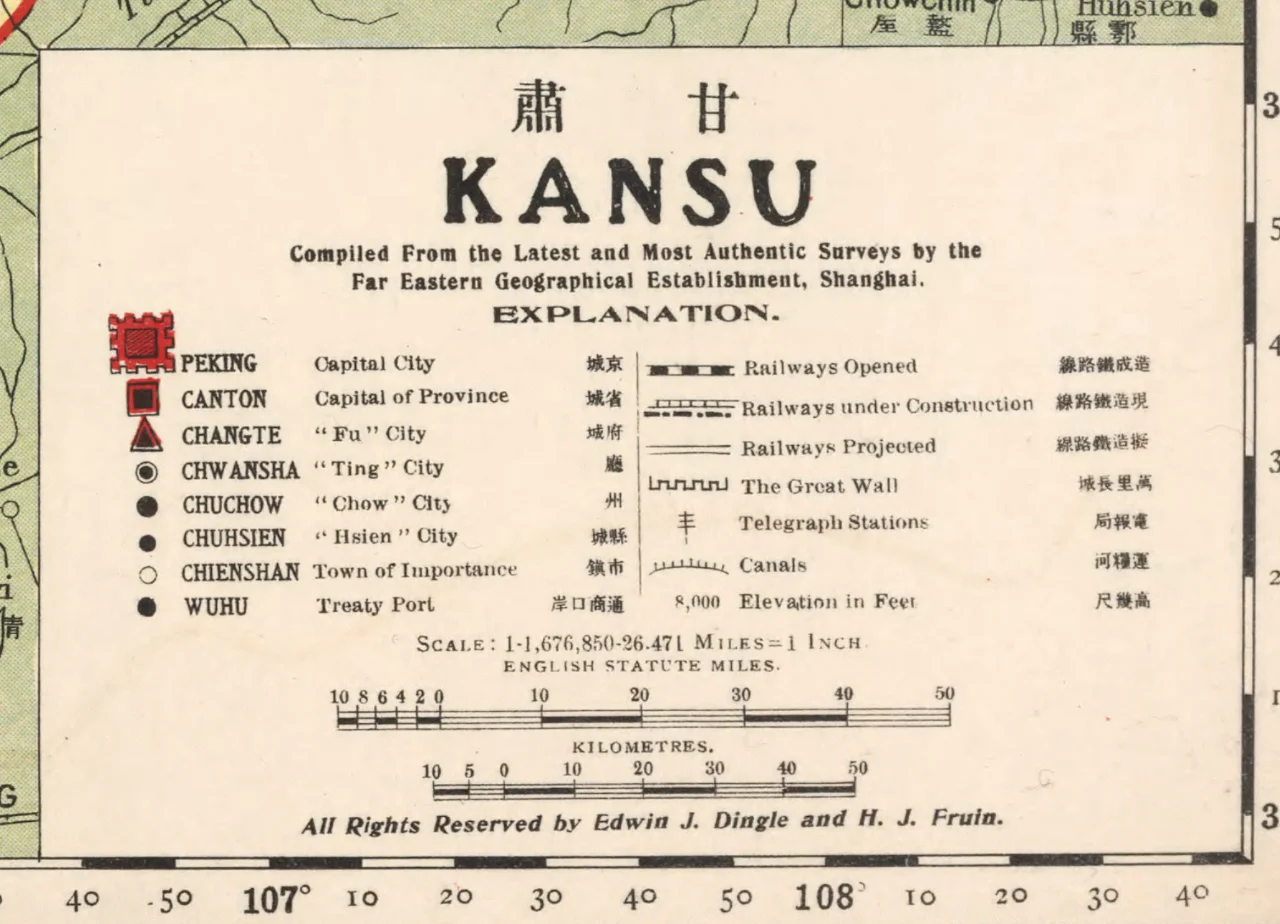 Chowchih
厔 盩
Huhsien
縣 鄠
肅 甘
KANSU
Compiled From the Latest and Most Authentic Surveys by the
Far Eastern Geographical Establishment, Shanghai.
EXPLANATION.
PEKING Capital City 城京
CANTON Capital of Province 城省
CHANGTE "Fu" City 城府
CHWANSHA "Ting" City 廳
CHUCHOW "Chow" City 州
CHUHSIEN "Hsien" City 城縣
CHIENSHAN Town of Importance 鎮市
WUHU Treaty Port 岸口商通
Railways Opened 線路鐵成造
Railways under Construction 線路鐵造現
Railways Projected 線路鐵造擬
The Great Wall 城長里萬
Telegraph Stations 局報電
Canals 河糧運
8,000 Elevation in Feet 尺幾高
SCALE: 1-1,676,850-26.471 MILES=1 INCH.
ENGLISH STATUTE MILES.
10 8 6 4 2 0 10 20 30 40 50
KILOMETRES.
10 5 0 10 20 30 40 50
All Rights Reserved by Edwin J. Dingle and H. J. Fruin.
40 50 107° 10 20 30 40 50 108° 10 20 30 40